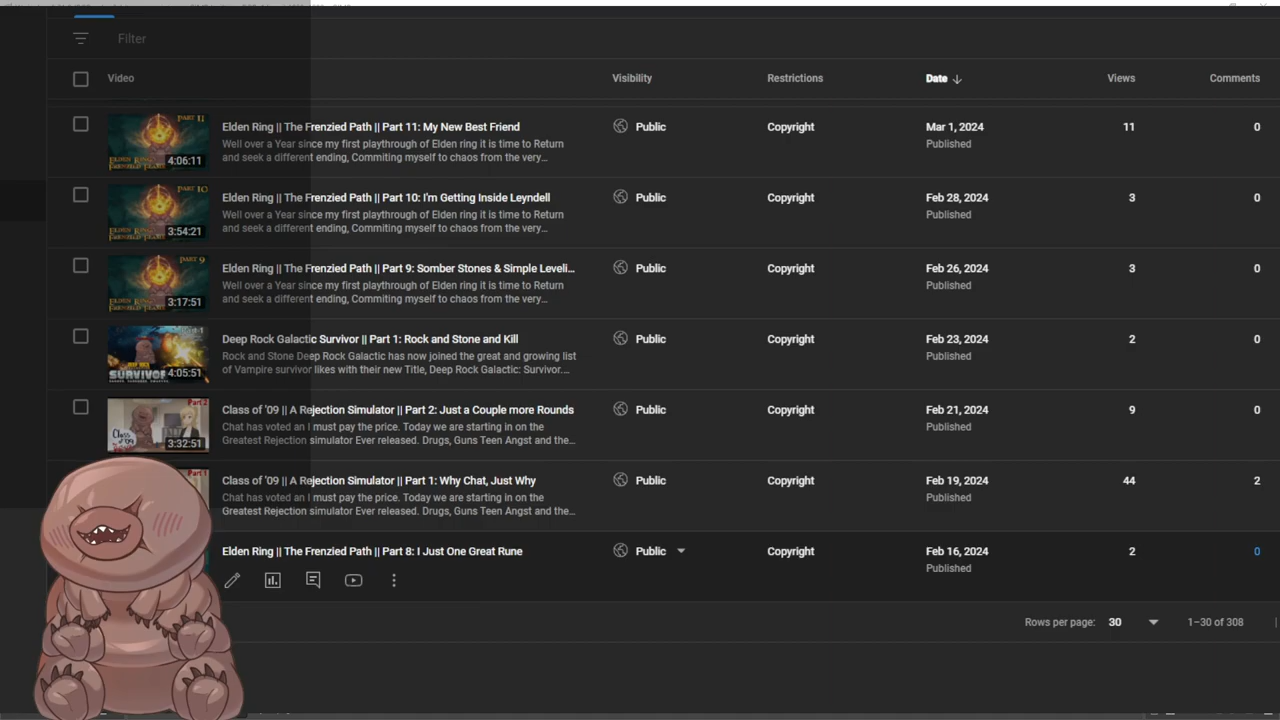 Filter
Video Visibility Restrictions Date Views Comments
PART 11
ELDEN RING
4:06:11
Elden Ring || The Frenzied Path || Part 11: My New Best Friend
Well over a Year since my first playthrough of Elden ring it is time to Return
and seek a different ending, Commiting myself to chaos from the very...
Public Copyright Mar 1, 2024 11 0
Published
PART 10
ELDEN RING
3:54:21
Elden Ring || The Frenzied Path || Part 10: I'm Getting Inside Leyndell
Well over a Year since my first playthrough of Elden ring it is time to Return
and seek a different ending, Commiting myself to chaos from the very...
Public Copyright Feb 28, 2024 3 0
Published
PART 9
ELDEN RING
3:17:51
Elden Ring || The Frenzied Path || Part 9: Somber Stones & Simple Leveli...
Well over a Year since my first playthrough of Elden ring it is time to Return
and seek a different ending, Commiting myself to chaos from the very...
Public Copyright Feb 26, 2024 3 0
Published
DEEP ROCK
SURVIVOR
4:05:51
Deep Rock Galactic Survivor || Part 1: Rock and Stone and Kill
Rock and Stone Deep Rock Galactic has now joined the great and growing list
of Vampire survivor likes with their new Title, Deep Rock Galactic: Survivor....
Public Copyright Feb 23, 2024 2 0
Published
Part 2
Class
of '09
3:32:51
Class of '09 || A Rejection Simulator || Part 2: Just a Couple more Rounds
Chat has voted an I must pay the price. Today we are starting in on the
Greatest Rejection simulator Ever released. Drugs, Guns Teen Angst and the...
Public Copyright Feb 21, 2024 9 0
Published
Class of '09 || A Rejection Simulator || Part 1: Why Chat, Just Why
Chat has voted an I must pay the price. Today we are starting in on the
Greatest Rejection simulator Ever released. Drugs, Guns Teen Angst and the...
Public Copyright Feb 19, 2024 44 2
Published
Elden Ring || The Frenzied Path || Part 8: I Just One Great Rune
Public Copyright Feb 16, 2024 2 0
Published
Rows per page: 30 1–30 of 308